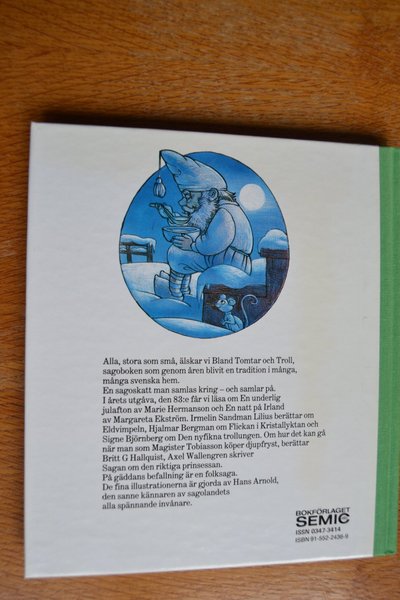 Alla, stora som små, älskar vi Bland Tomtar och Troll,
sagoboken som genom åren blivit en tradition i många,
många svenska hem.
En sagoskatt man samlas kring – och samlar på.
I årets utgåva, den 83:e får vi läsa om En underlig
julafton av Marie Hermanson och En natt på Irland
av Margareta Ekström. Irmelin Sandman Lilius berättar om
Eldvimpeln, Hjalmar Bergman om Flickan i Kristallyktan och
Signe Björnberg om Den nyfikna trollungen. Om hur det kan gå
när man som Magister Tobiasson köper djupfryst, berättar
Britt G Hallquist, Axel Wallengren skriver
Sagan om den riktiga prinsessan.
På gäddans befallning är en folksaga.
De fina illustrationerna är gjorda av Hans Arnold,
den sanne kännaren av sagolandets
alla spännande invånare.
BOKFÖRLAGET
SEMIC
ISSN 0347-3414
ISBN 91-552-2436-9